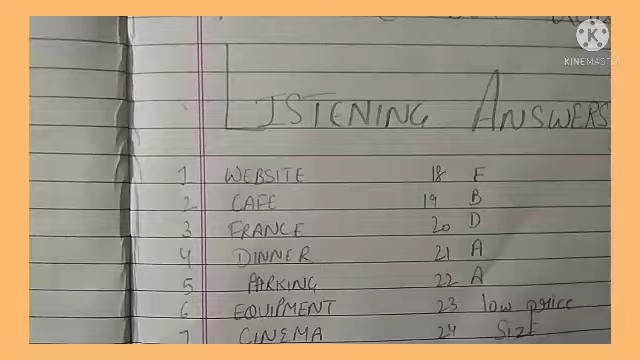 KINEMASTER
LISTENING ANSWERS
1 WEBSITE 18 E
2 CAFE 19 B
3 FRANCE 20 D
4 DINNER 21 A
5 PARKING 22 A
6 EQUIPMENT 23 low price
7 CINEMA 24 SIZE